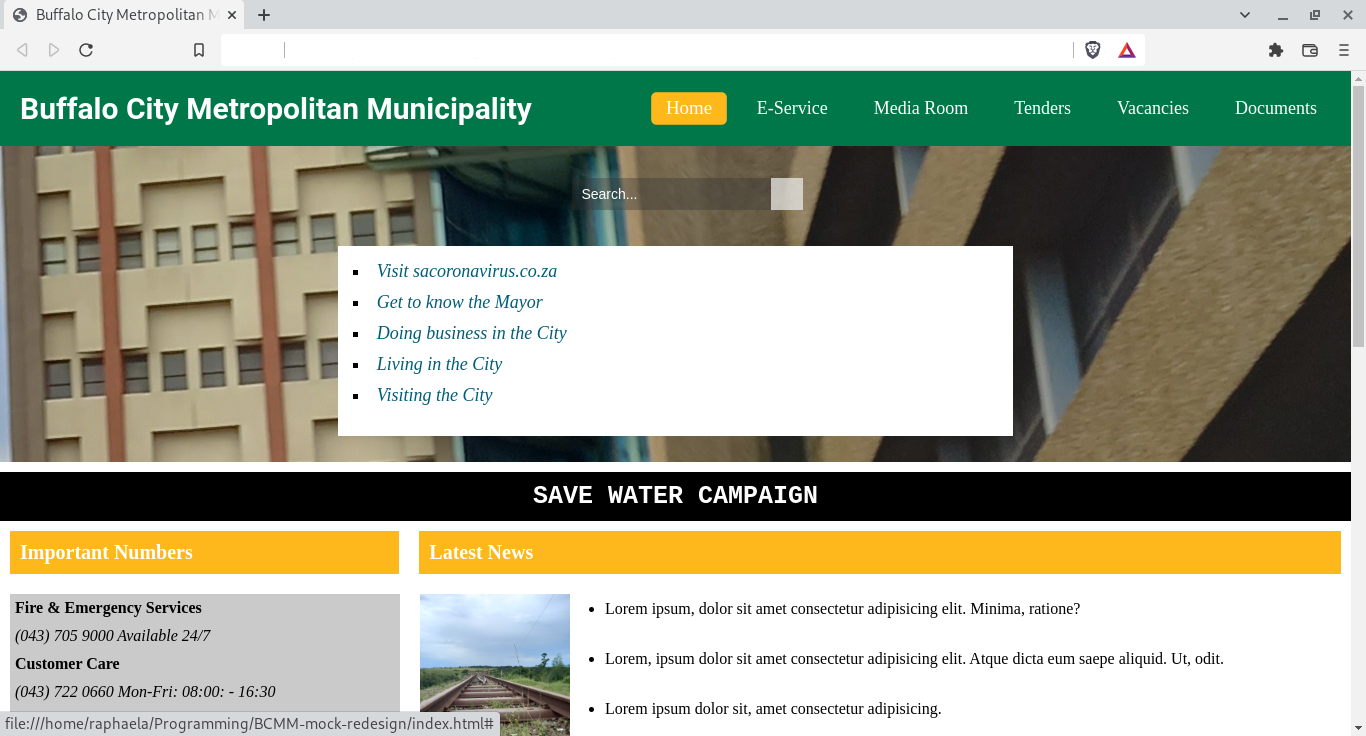 Buffalo City Metropolitan M
Buffalo City Metropolitan Municipality
Home E-Service Media Room Tenders Vacancies Documents
Search...
Visit sacoronavirus.co.za
Get to know the Mayor
Doing business in the City
Living in the City
Visiting the City
SAVE WATER CAMPAIGN
Important Numbers
Fire & Emergency Services
(043) 705 9000 Available 24/7
Customer Care
(043) 722 0660 Mon-Fri: 08:00: - 16:30
Latest News
Lorem ipsum, dolor sit amet consectetur adipisicing elit. Minima, ratione?
Lorem, ipsum dolor sit amet consectetur adipisicing elit. Atque dicta eum saepe aliquid. Ut, odit.
Lorem ipsum dolor sit, amet consectetur adipisicing.
file:///home/raphaela/Programming/BCMM-mock-redesign/index.html#